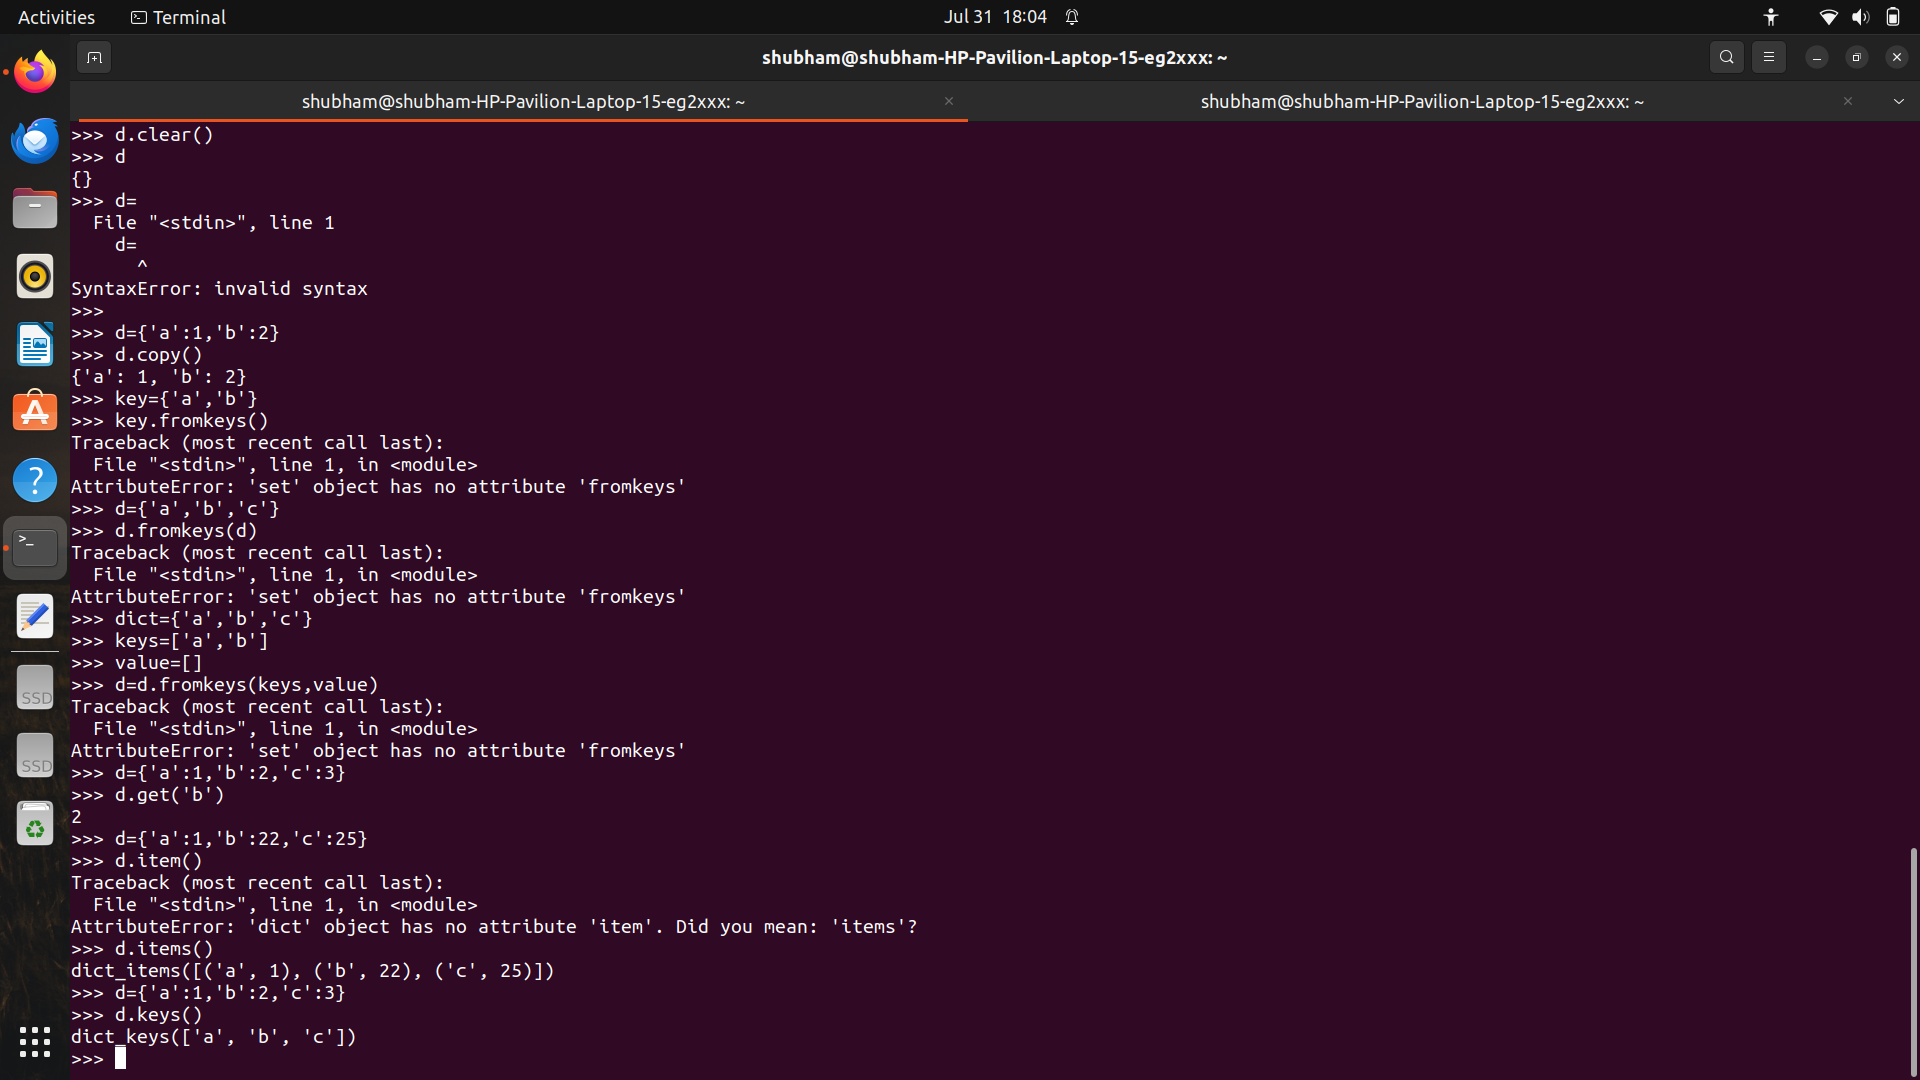 Activities
Terminal
Jul 31 18:04
shubham@shubham-HP-Pavilion-Laptop-15-eg2xxx: ~
shubham@shubham-HP-Pavilion-Laptop-15-eg2xxx: ~
shubham@shubham-HP-Pavilion-Laptop-15-eg2xxx: ~
>>> d.clear()
>>> d
{}
>>> d=
  File "<stdin>", line 1
    d=
      ^
SyntaxError: invalid syntax
>>>
>>> d={'a':1,'b':2}
>>> d.copy()
{'a': 1, 'b': 2}
>>> key={'a','b'}
>>> key.fromkeys()
Traceback (most recent call last):
  File "<stdin>", line 1, in <module>
AttributeError: 'set' object has no attribute 'fromkeys'
>>> d={'a','b','c'}
>>> d.fromkeys(d)
Traceback (most recent call last):
  File "<stdin>", line 1, in <module>
AttributeError: 'set' object has no attribute 'fromkeys'
>>> dict={'a','b','c'}
>>> keys=['a','b']
>>> value=[]
>>> d=d.fromkeys(keys,value)
Traceback (most recent call last):
  File "<stdin>", line 1, in <module>
AttributeError: 'set' object has no attribute 'fromkeys'
>>> d={'a':1,'b':2,'c':3}
>>> d.get('b')
2
>>> d={'a':1,'b':22,'c':25}
>>> d.item()
Traceback (most recent call last):
  File "<stdin>", line 1, in <module>
AttributeError: 'dict' object has no attribute 'item'. Did you mean: 'items'?
>>> d.items()
dict_items([('a', 1), ('b', 22), ('c', 25)])
>>> d={'a':1,'b':2,'c':3}
>>> d.keys()
dict_keys(['a', 'b', 'c'])
>>>
SSD
SSD